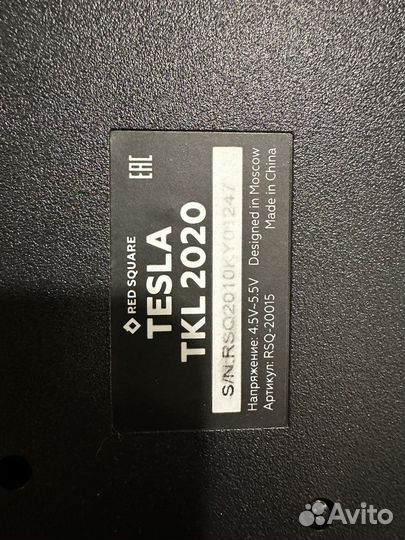 RED SQUARE
TESLA
TKL 2020
EAC
S/N:RSQ2010KY01247
Напряжение: 4.5V~5.5V Designed in Moscow
Артикул: RSQ-20015 Made in China
Avito